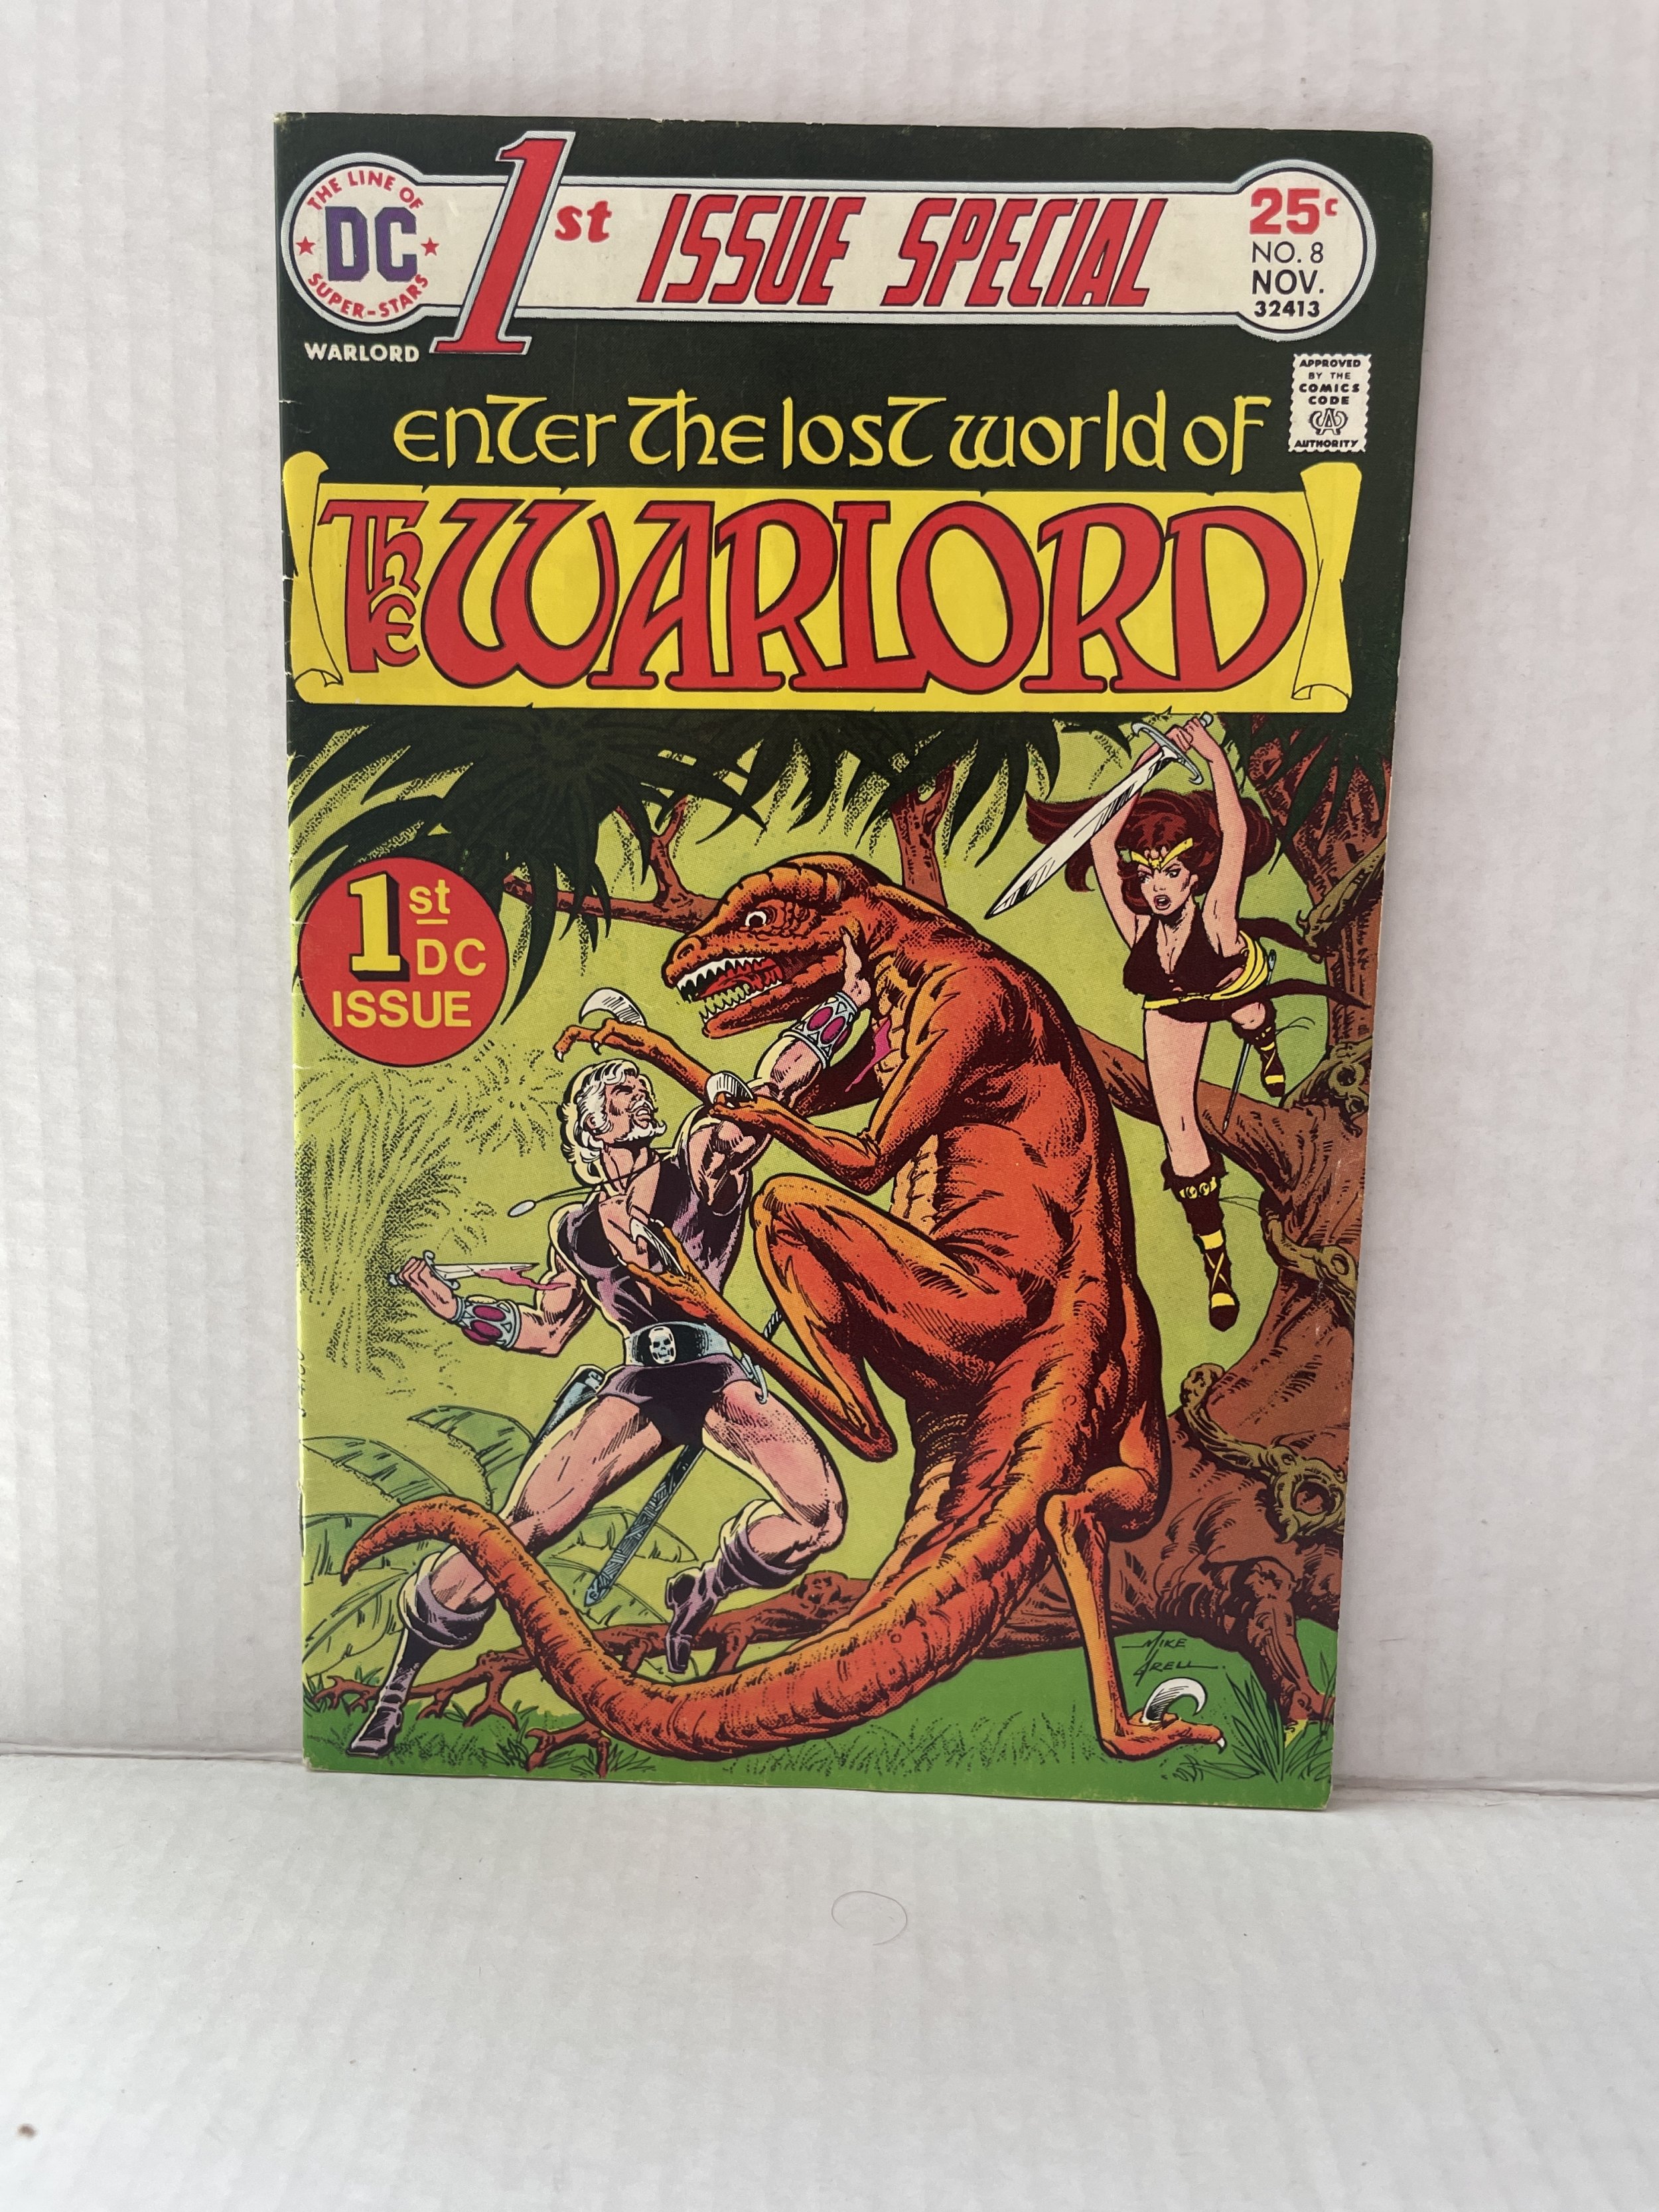 THE LINE OF
DC
SUPER-STARS
WARLORD
1st ISSUE SPECIAL
25¢
NO. 8
NOV.
32413
APPROVED
BY THE
COMICS
CODE
CA
AUTHORITY
enter the lost world of
The WARLORD
1st
DC
ISSUE
MIKE
GRELL